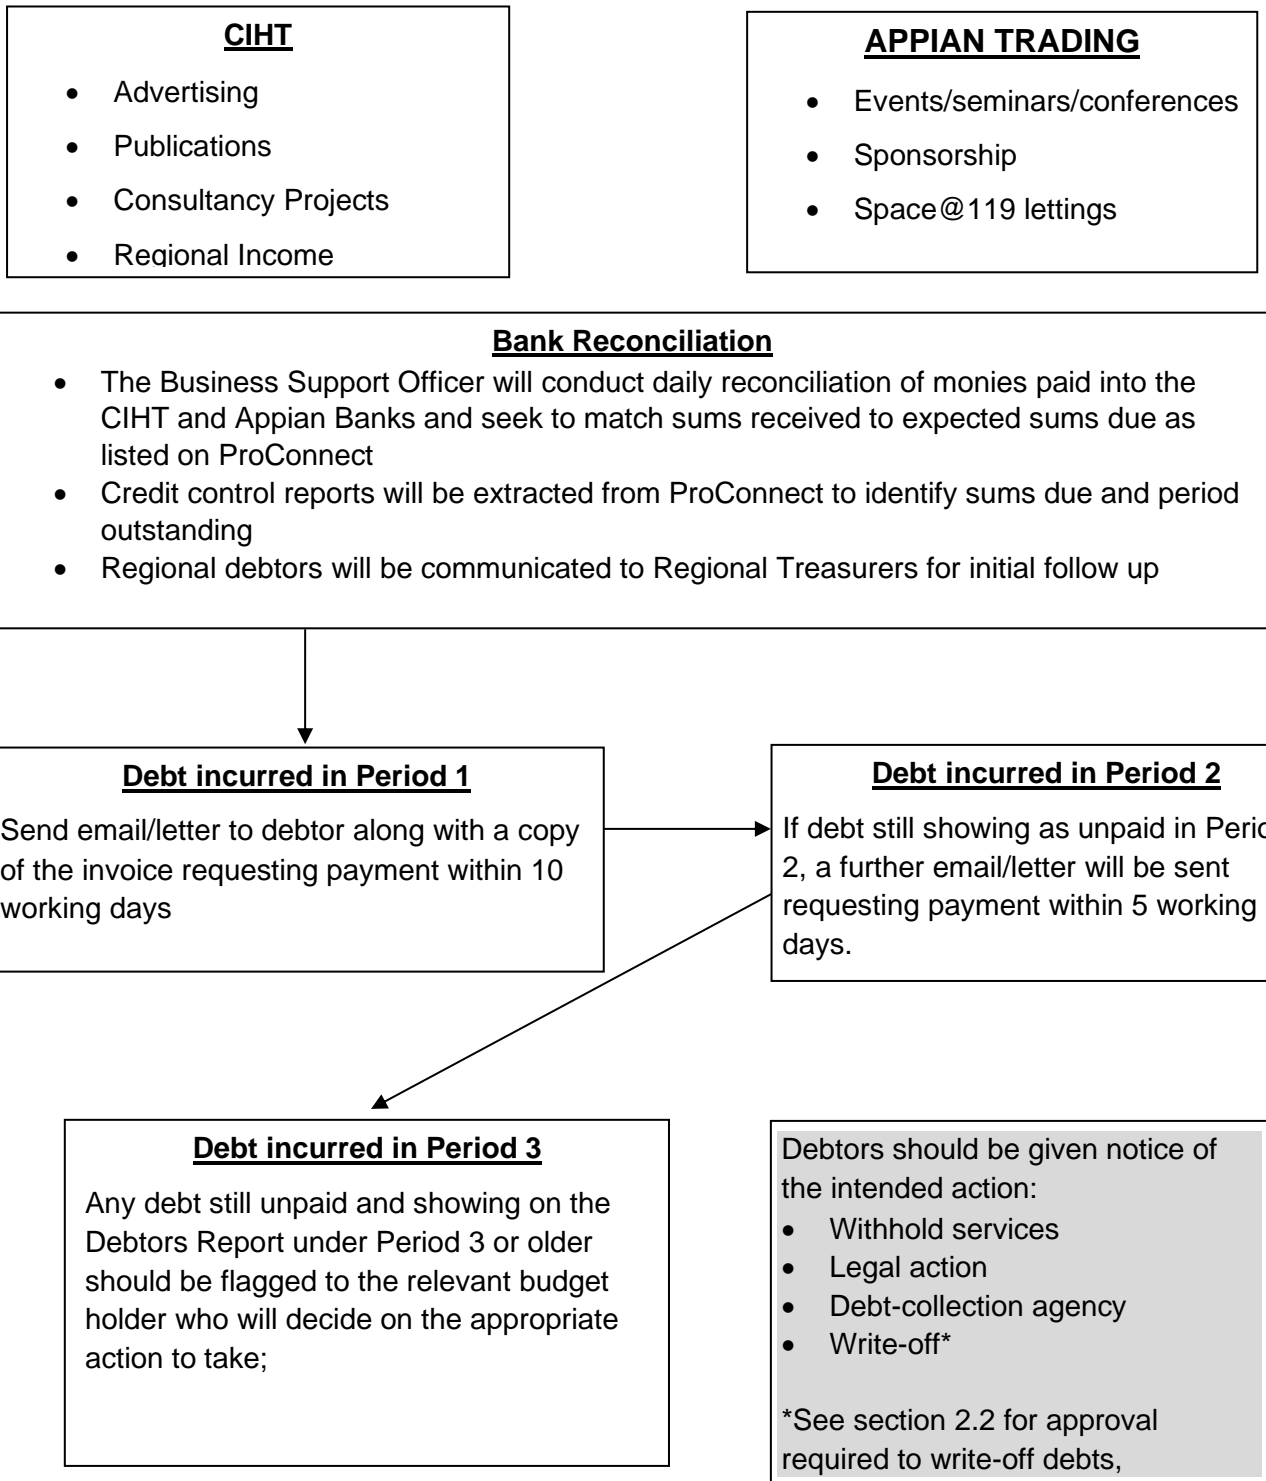 CIHT
• Advertising
• Publications
• Consultancy Projects
• Regional Income
APPIAN TRADING
• Events/seminars/conferences
• Sponsorship
• Space@119 lettings
Bank Reconciliation
• The Business Support Officer will conduct daily reconciliation of monies paid into the
CIHT and Appian Banks and seek to match sums received to expected sums due as
listed on ProConnect
• Credit control reports will be extracted from ProConnect to identify sums due and period
outstanding
• Regional debtors will be communicated to Regional Treasurers for initial follow up
Debt incurred in Period 1
Send email/letter to debtor along with a copy
of the invoice requesting payment within 10
working days
Debt incurred in Period 2
If debt still showing as unpaid in
2, a further email/letter will be sent
requesting payment within 5 working
days.
Debt incurred in Period 3
Any debt still unpaid and showing on the
Debtors Report under Period 3 or older
should be flagged to the relevant budget
holder who will decide on the appropriate
action to take;
Debtors should be given notice of
the intended action:
• Withhold services
• Legal action
• Debt-collection agency
• Write-off*
*See section 2.2 for approval
required to write-off debts,